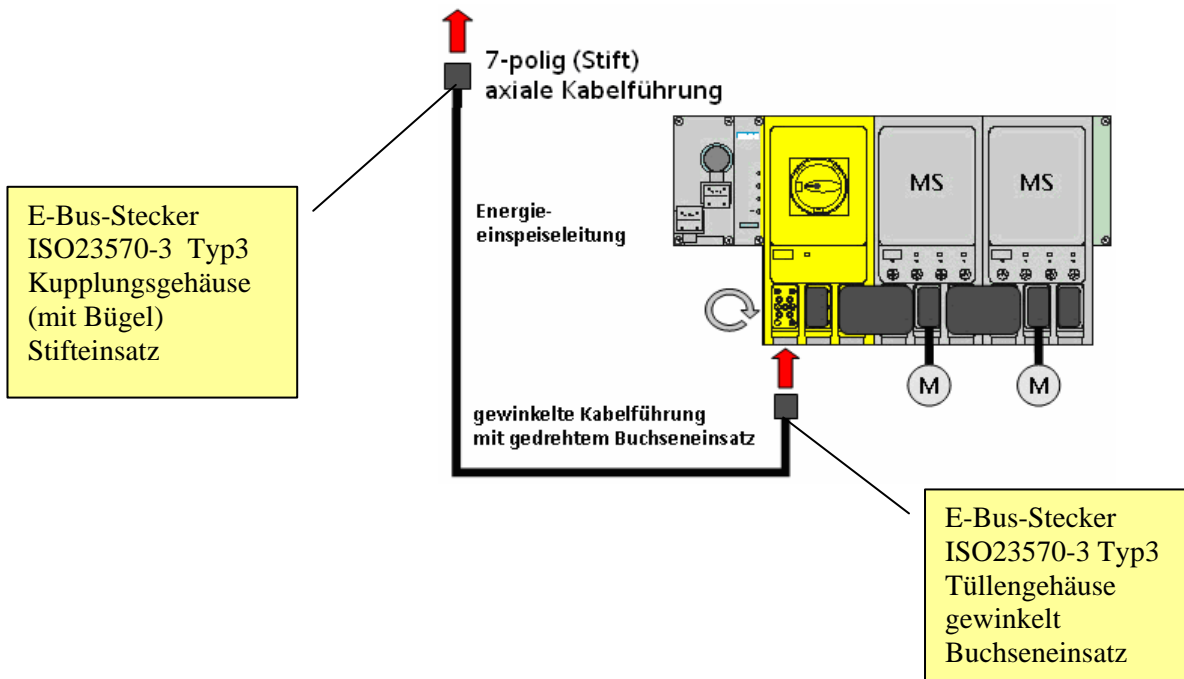 7-polig (Stift)
axiale Kabelführung
E-Bus-Stecker
ISO23570-3 Typ3
Kupplungsgehäuse
(mit Bügel)
Stifteinsatz
Energie-
einspeiseleitung
MS
MS
M
M
gewinkelte Kabelführung
mit gedrehtem Buchseneinsatz
E-Bus-Stecker
ISO23570-3 Typ3
Tüllengehäuse
gewinkelt
Buchseneinsatz